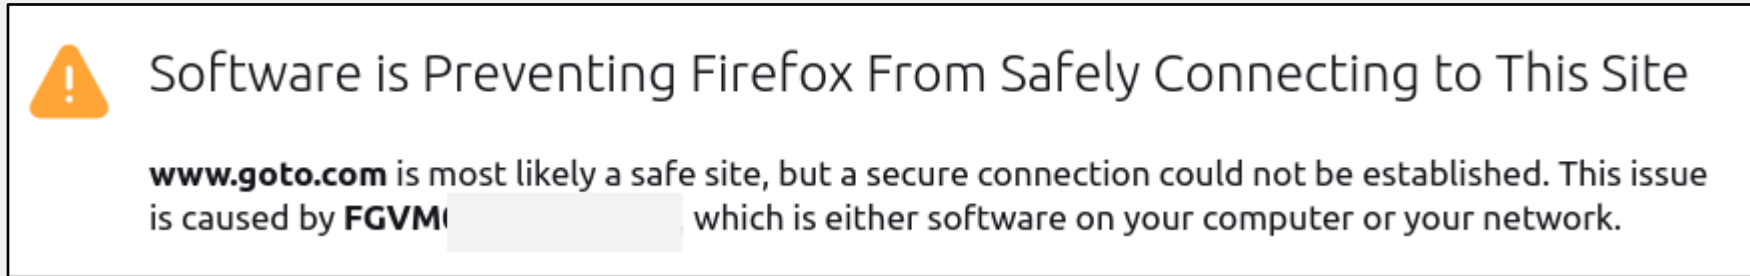 Software is Preventing Firefox From Safely Connecting to This Site
www.goto.com is most likely a safe site, but a secure connection could not be established. This issue
is caused by FGVM which is either software on your computer or your network.